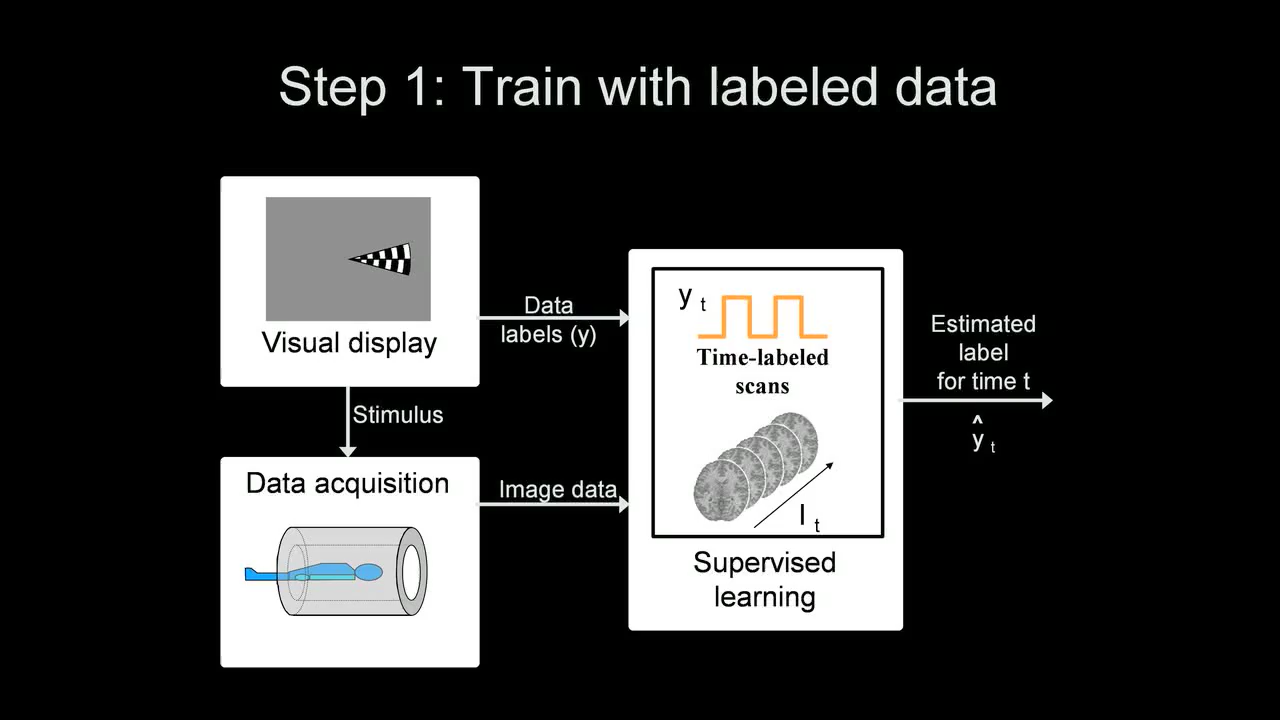 Step 1: Train with labeled data
Visual display
Data
labels (y)
Stimulus
Data acquisition
Image data
y t
Time-labeled
scans
I t
Supervised
learning
Estimated
label
for time t
^
y t